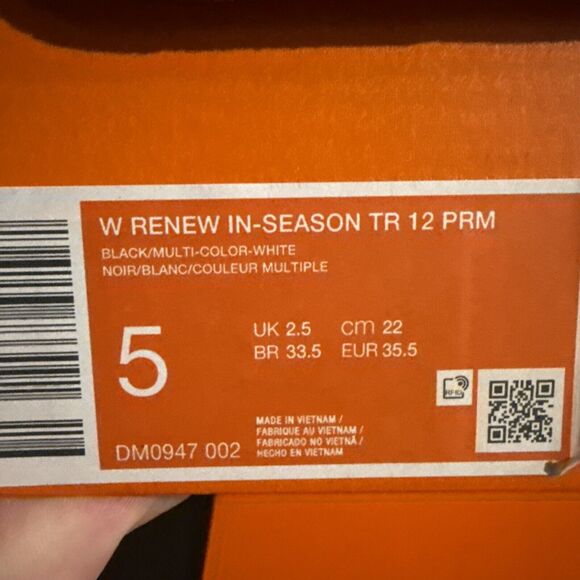 W RENEW IN-SEASON TR 12 PRM
BLACK/MULTI-COLOR-WHITE
NOIR/BLANC/COULEUR MULTIPLE
5
UK 2.5 cm 22
BR 33.5 EUR 35.5
RFID
MADE IN VIETNAM /
FABRIQUE AU VIETNAM /
FABRICADO NO VIETNÃ /
HECHO EN VIETNAM
DM0947 002